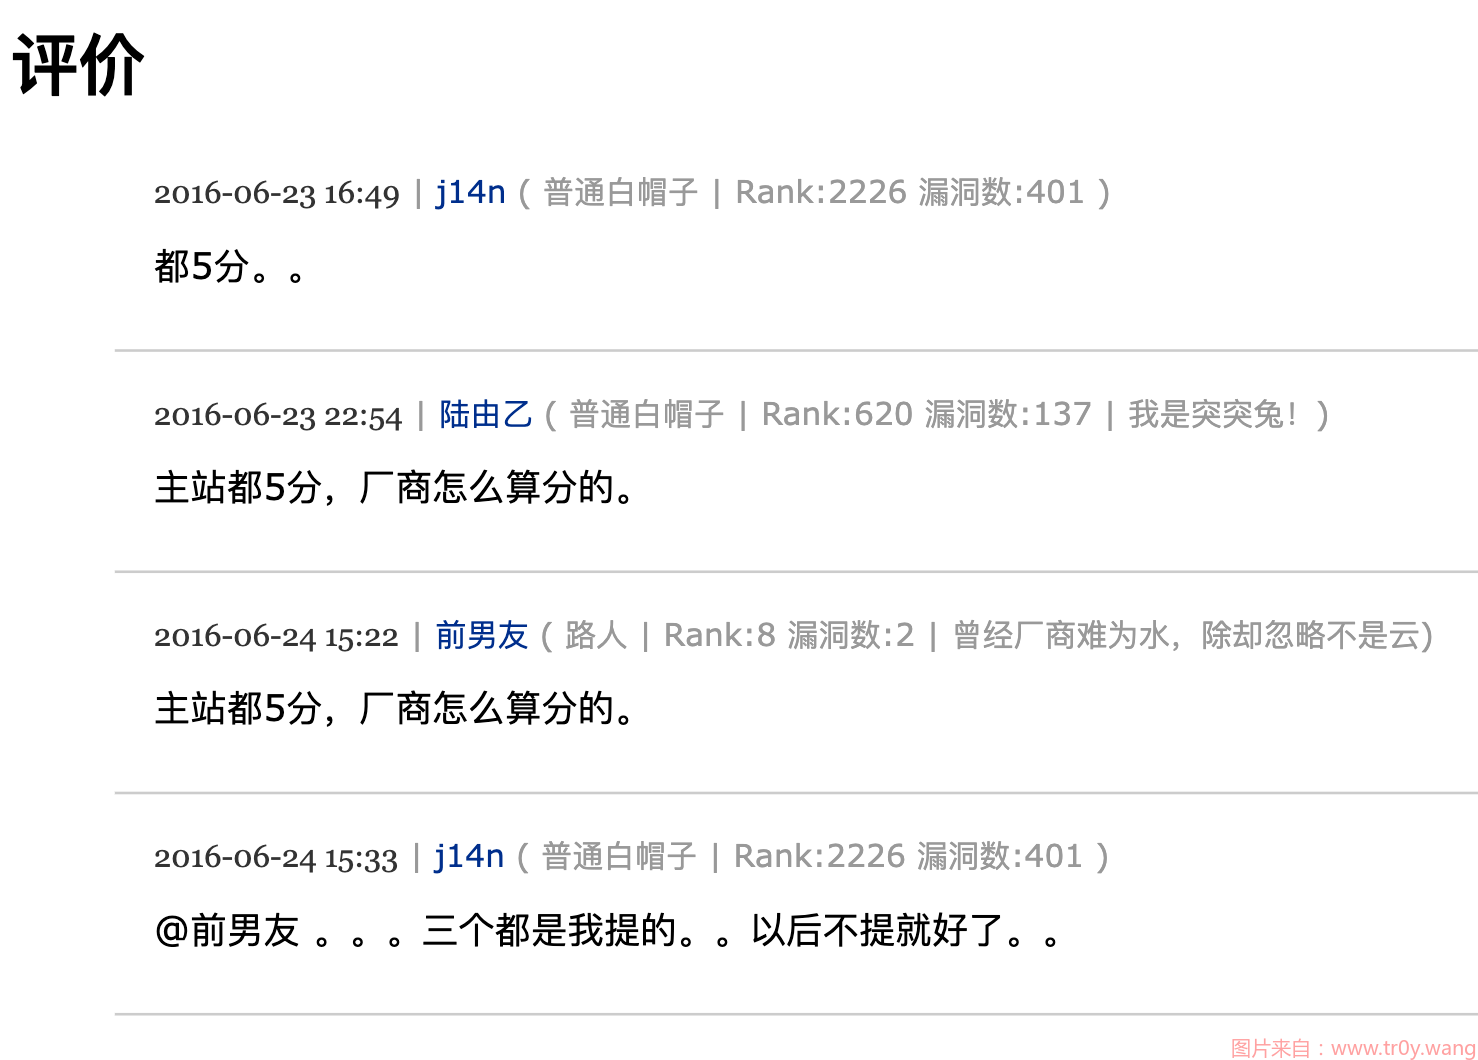 评价
2016-06-23 16:49 | j14n ( 普通白帽子 | Rank:2226 漏洞数:401 )
都5分。。
2016-06-23 22:54 | 陆由乙 ( 普通白帽子 | Rank:620 漏洞数:137 | 我是突突兔！)
主站都5分，厂商怎么算分的。
2016-06-24 15:22 | 前男友 ( 路人 | Rank:8 漏洞数:2 | 曾经厂商难为水，除却忽略不是云)
主站都5分，厂商怎么算分的。
2016-06-24 15:33 | j14n ( 普通白帽子 | Rank:2226 漏洞数:401 )
@前男友 。。。三个都是我提的。。以后不提就好了。。
图片来自：www.tr0y.wang